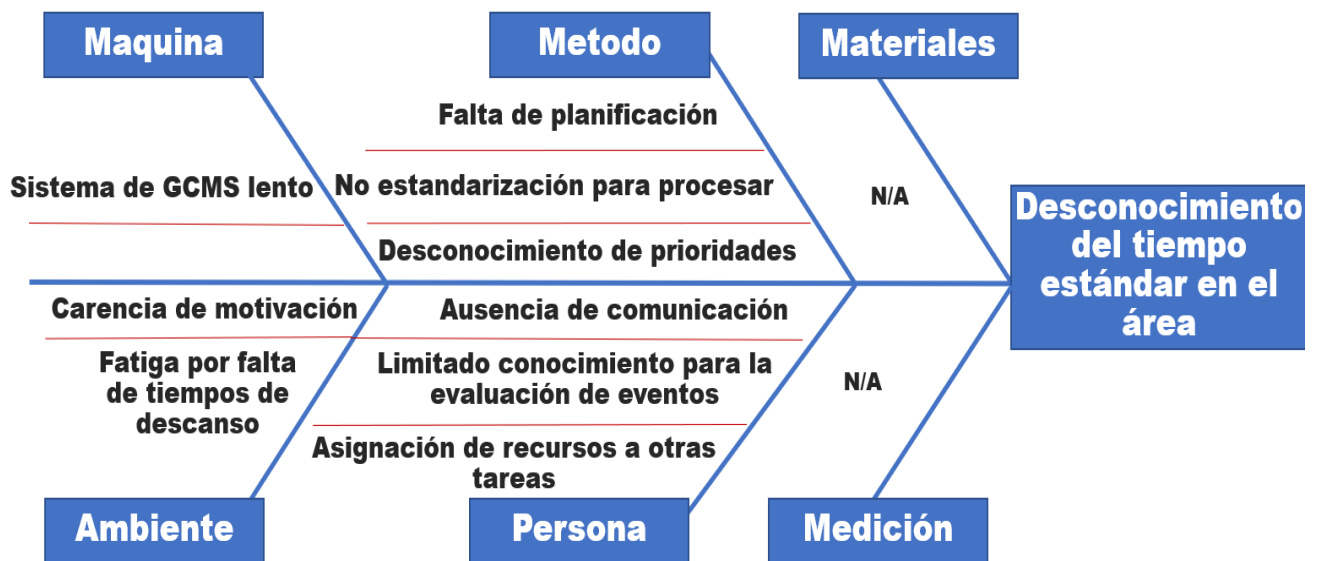 Maquina
Metodo
Materiales
Falta de planificación
Sistema de GCMS lento
No estandarización para procesar
N/A
Desconocimiento de prioridades
Desconocimiento
del tiempo
estándar en el
área
Carencia de motivación
Ausencia de comunicación
Fatiga por falta
de tiempos de
descanso
Limitado conocimiento para la
evaluación de eventos
N/A
Asignación de recursos a otras
tareas
Ambiente
Persona
Medición